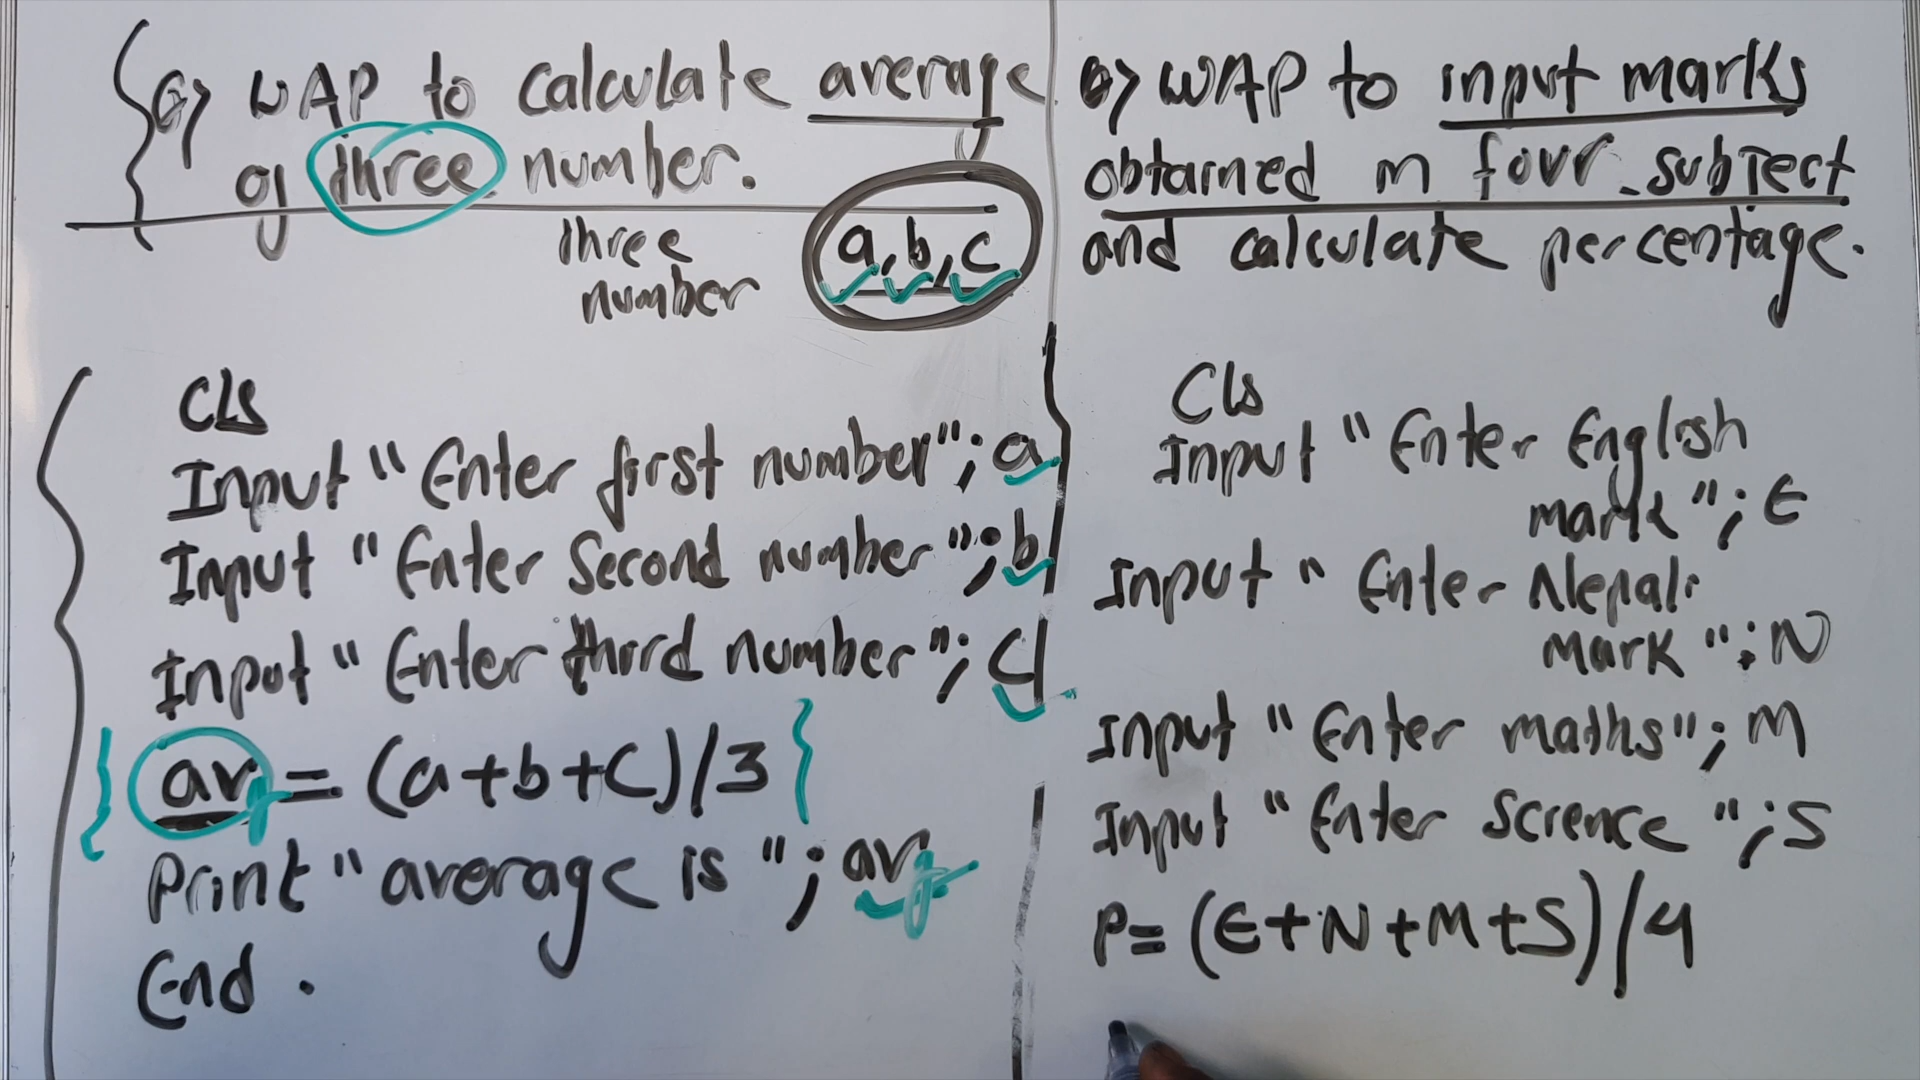 Q> WAP to calculate average
of three number.
three
number
a, b, c
CLS
Input "Enter first number"; a
Input "Enter Second number"; b
Input "Enter third number"; C
av = (a+b+c)/3
Print "average is "; av
End .
Q> WAP to input marks
obtained in four subject
and calculate percentage.
Cls
Input "Enter English
mark "; E
Input " Enter Nepali
mark "; N
Input "Enter maths"; M
Input "Enter Science "; S
P= (E+N+M+S)/4